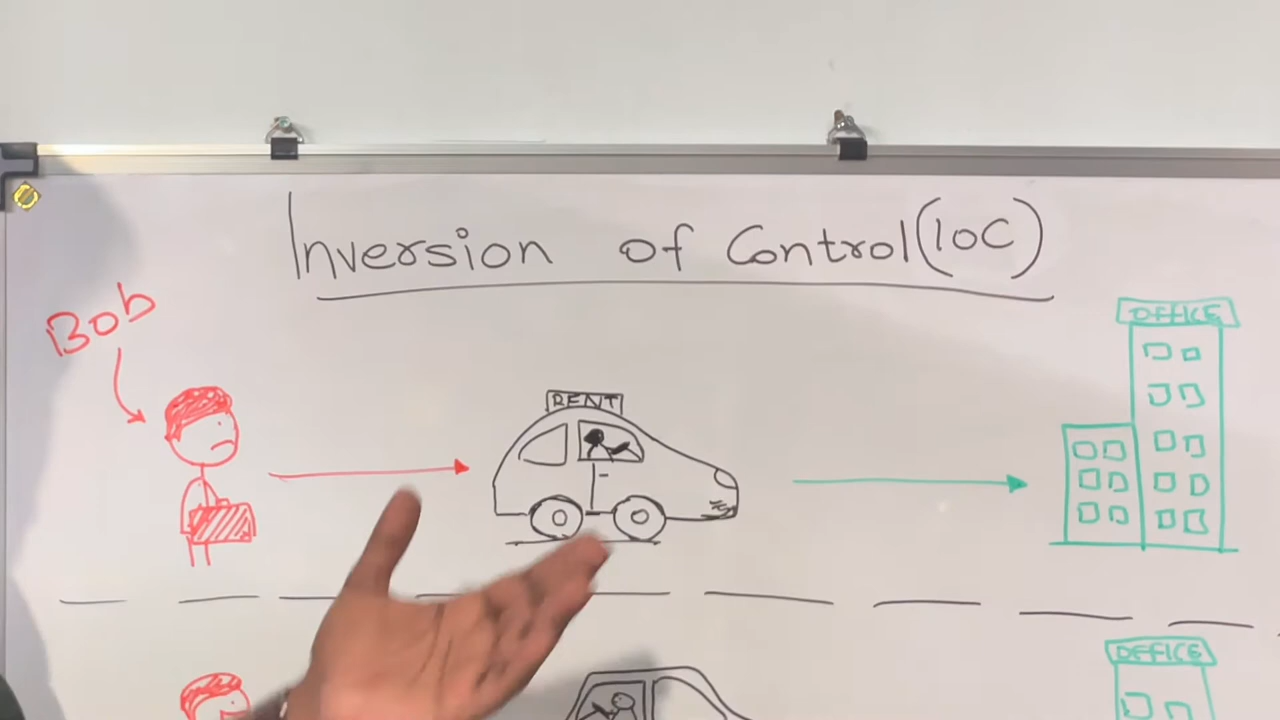 Inversion of Control (IOC)
Bob
OFFICE
RENT
OFFICE